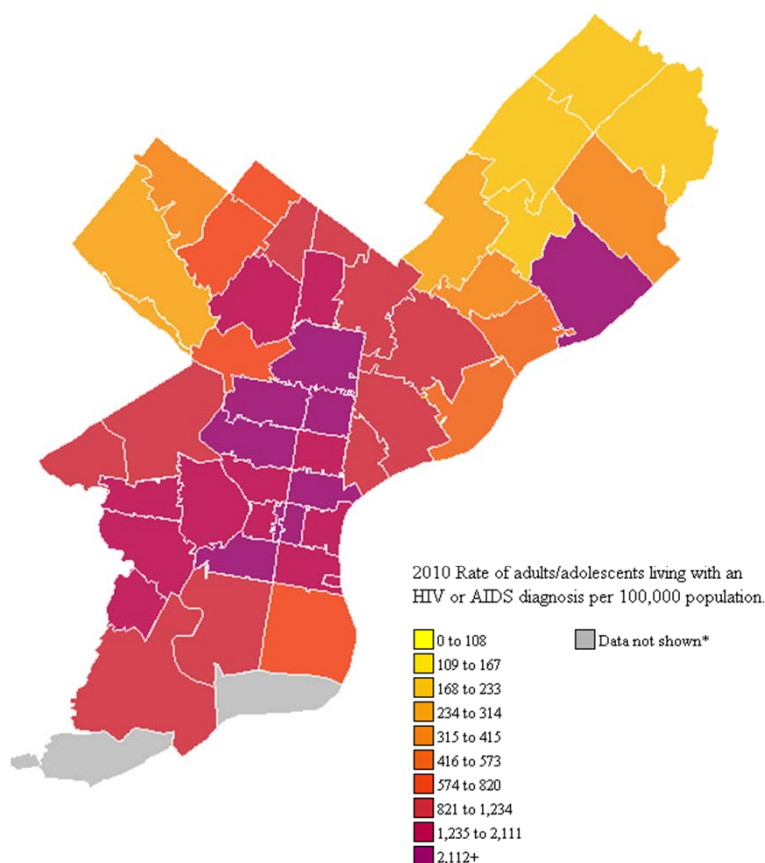 2010 Rate of adults/adolescents living with an
HIV or AIDS diagnosis per 100,000 population.
0 to 108
Data not shown*
109 to 167
168 to 233
234 to 314
315 to 415
416 to 573
574 to 820
821 to 1,234
1,235 to 2,111
2,112+